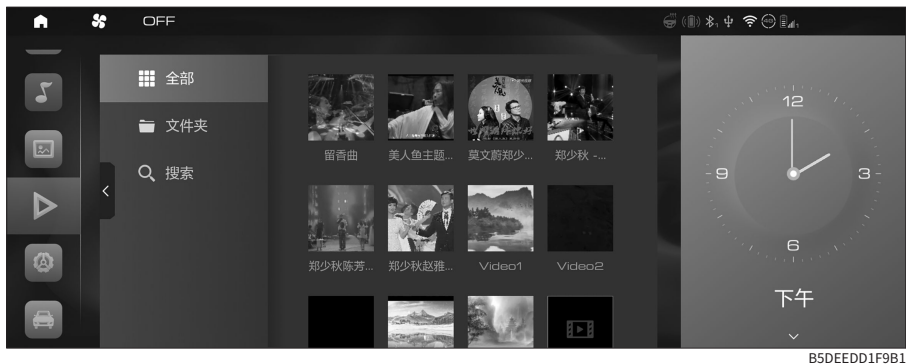 OFF
全部
文件夹
搜索
留香曲
美人鱼主题...
莫文蔚郑少...
郑少秋 -...
郑少秋陈芳...
郑少秋赵雅...
Video1
Video2
12
9
3
6
下午
B5DEEDD1F9B1